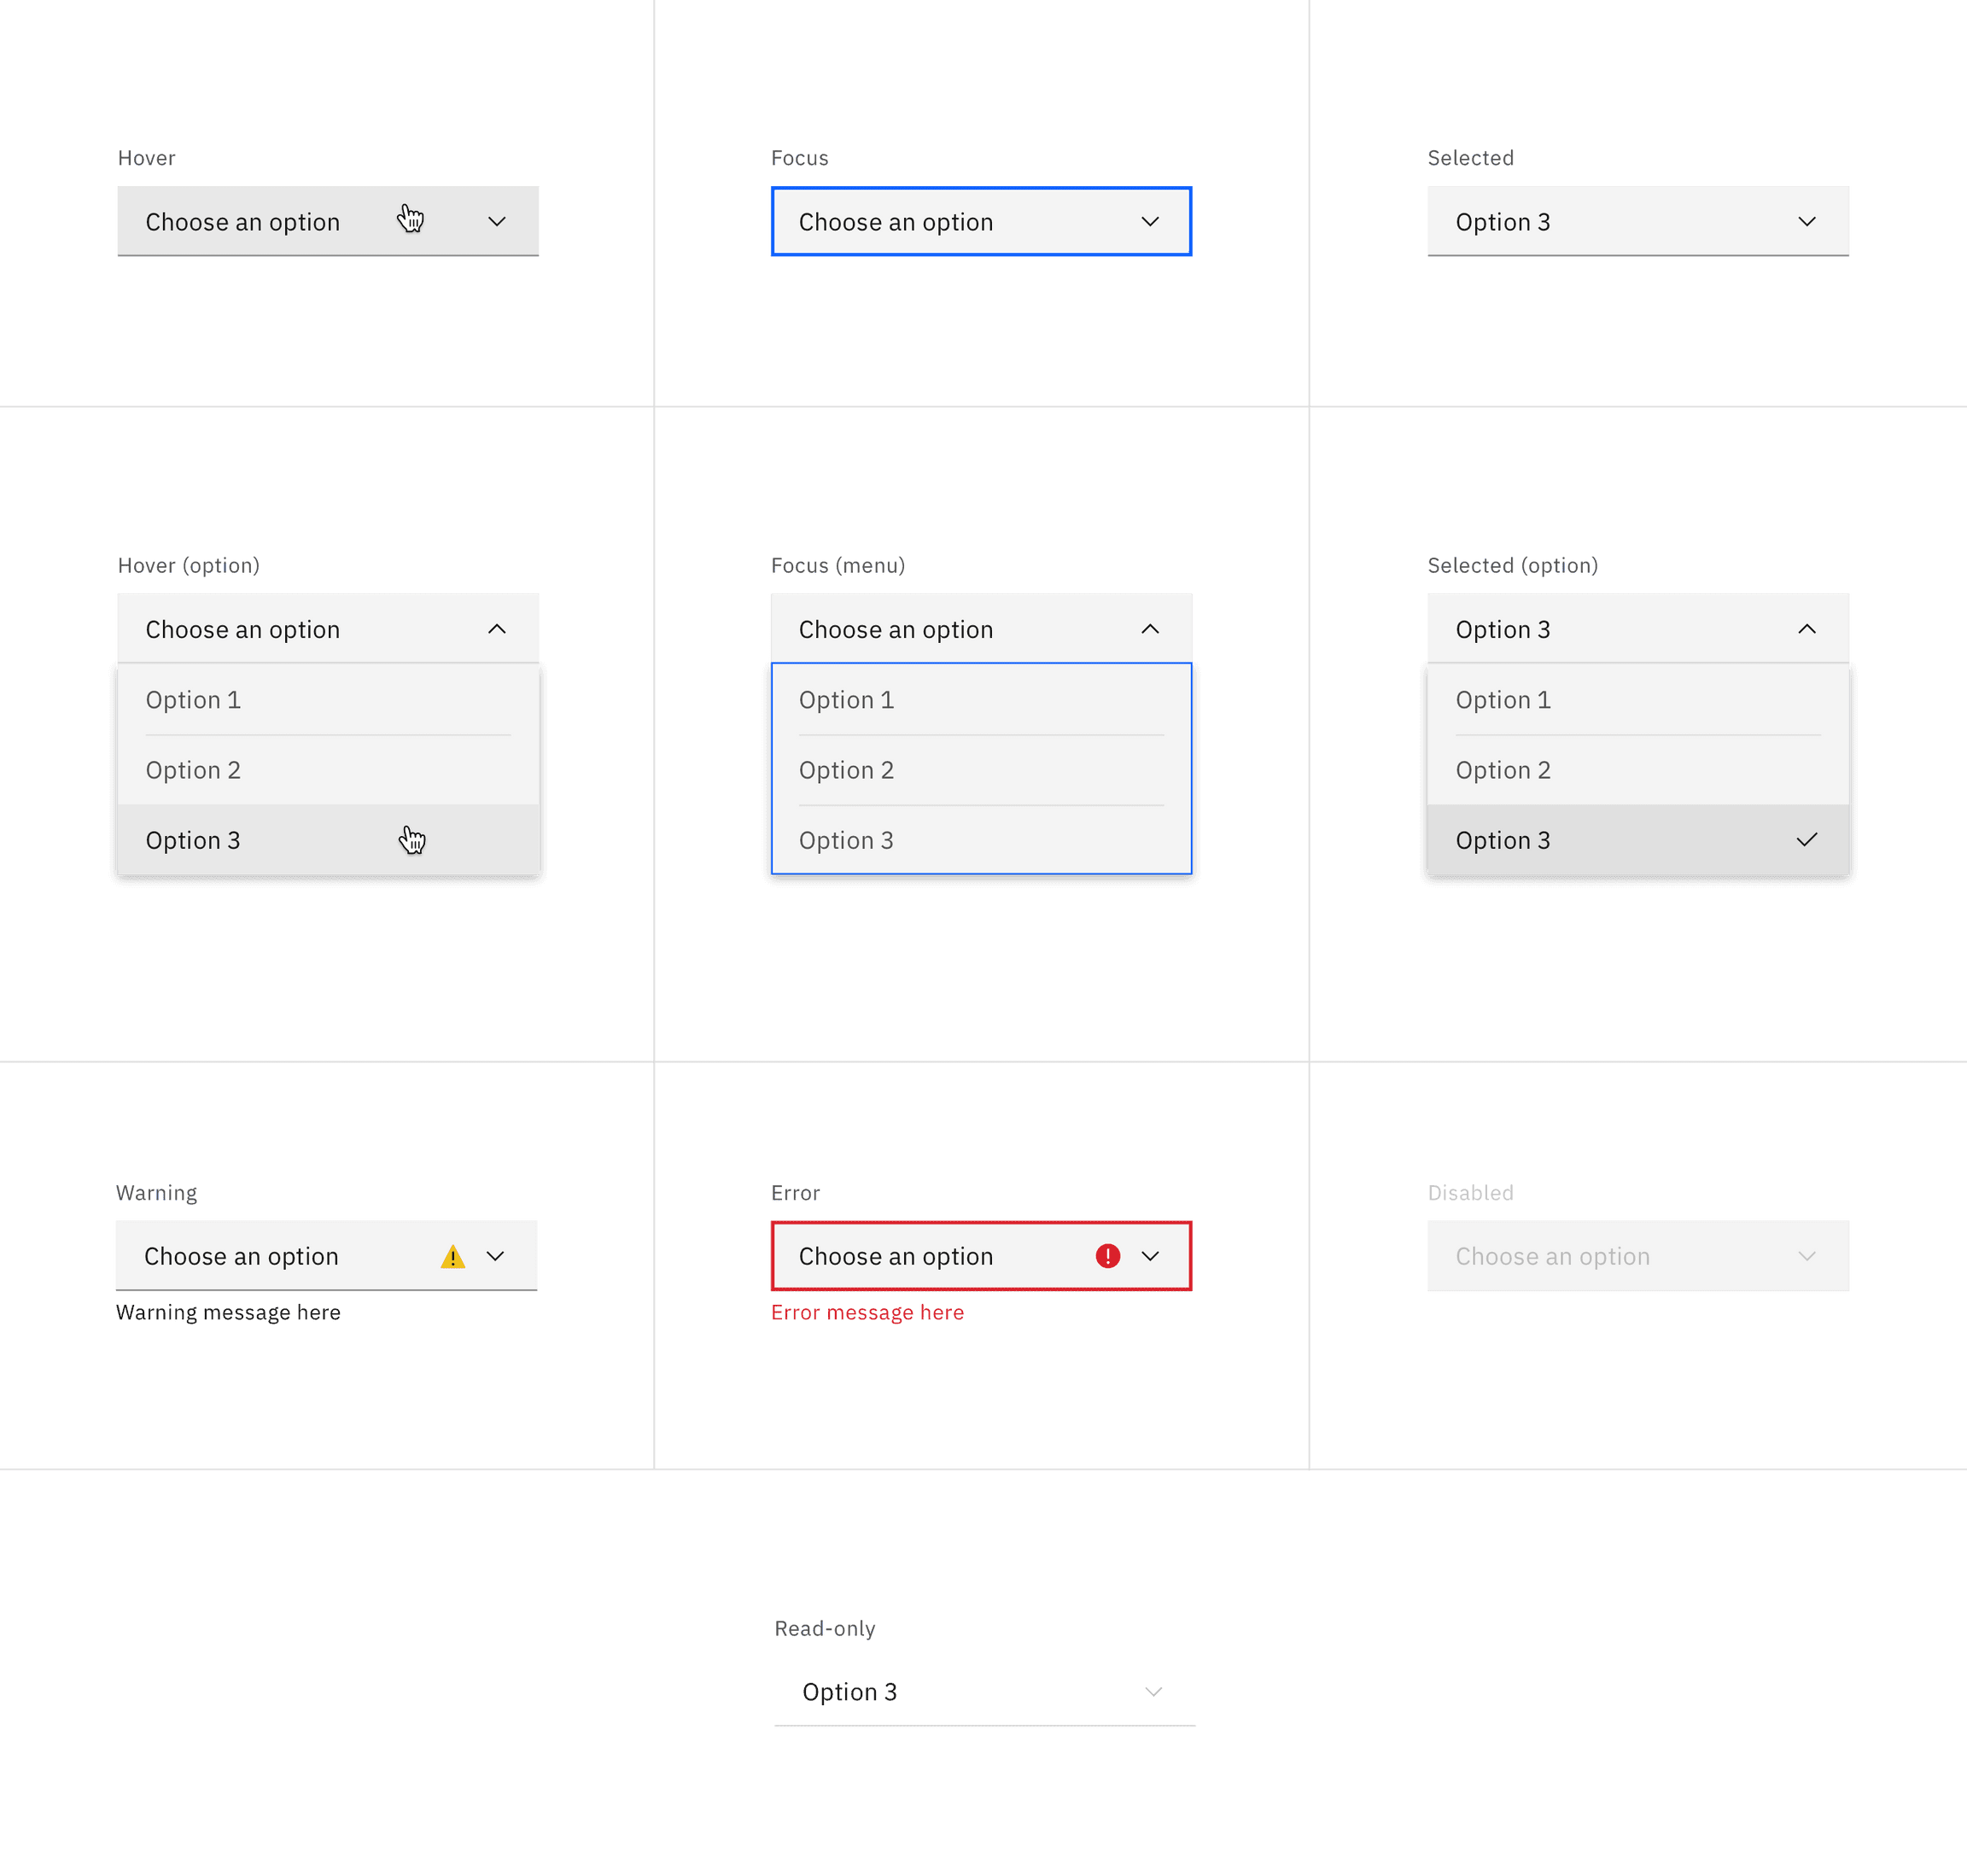 Hover
Choose an option
Focus
Choose an option
Selected
Option 3
Hover (option)
Choose an option
Option 1
Option 2
Option 3
Focus (menu)
Choose an option
Option 1
Option 2
Option 3
Selected (option)
Option 3
Option 1
Option 2
Option 3
Warning
Choose an option
Warning message here
Error
Choose an option
Error message here
Disabled
Choose an option
Read-only
Option 3